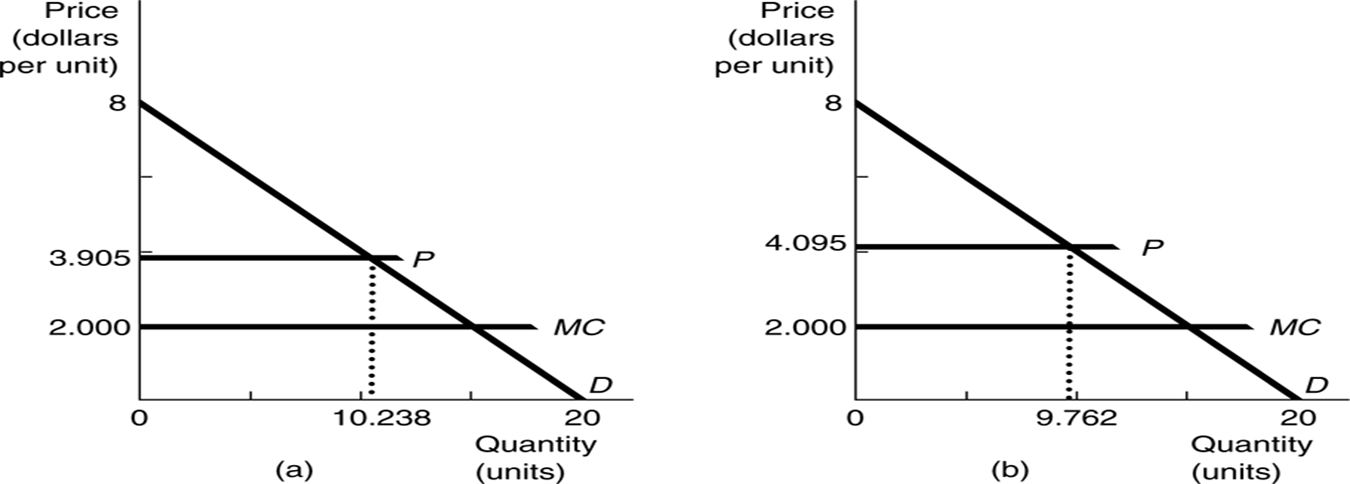 Price
(dollars
per unit)
8
3.905
P
2.000
MC
D
0
10.238
20
Quantity
(units)
(a)
Price
(dollars
per unit)
8
4.095
P
2.000
MC
D
0
9.762
20
Quantity
(units)
(b)